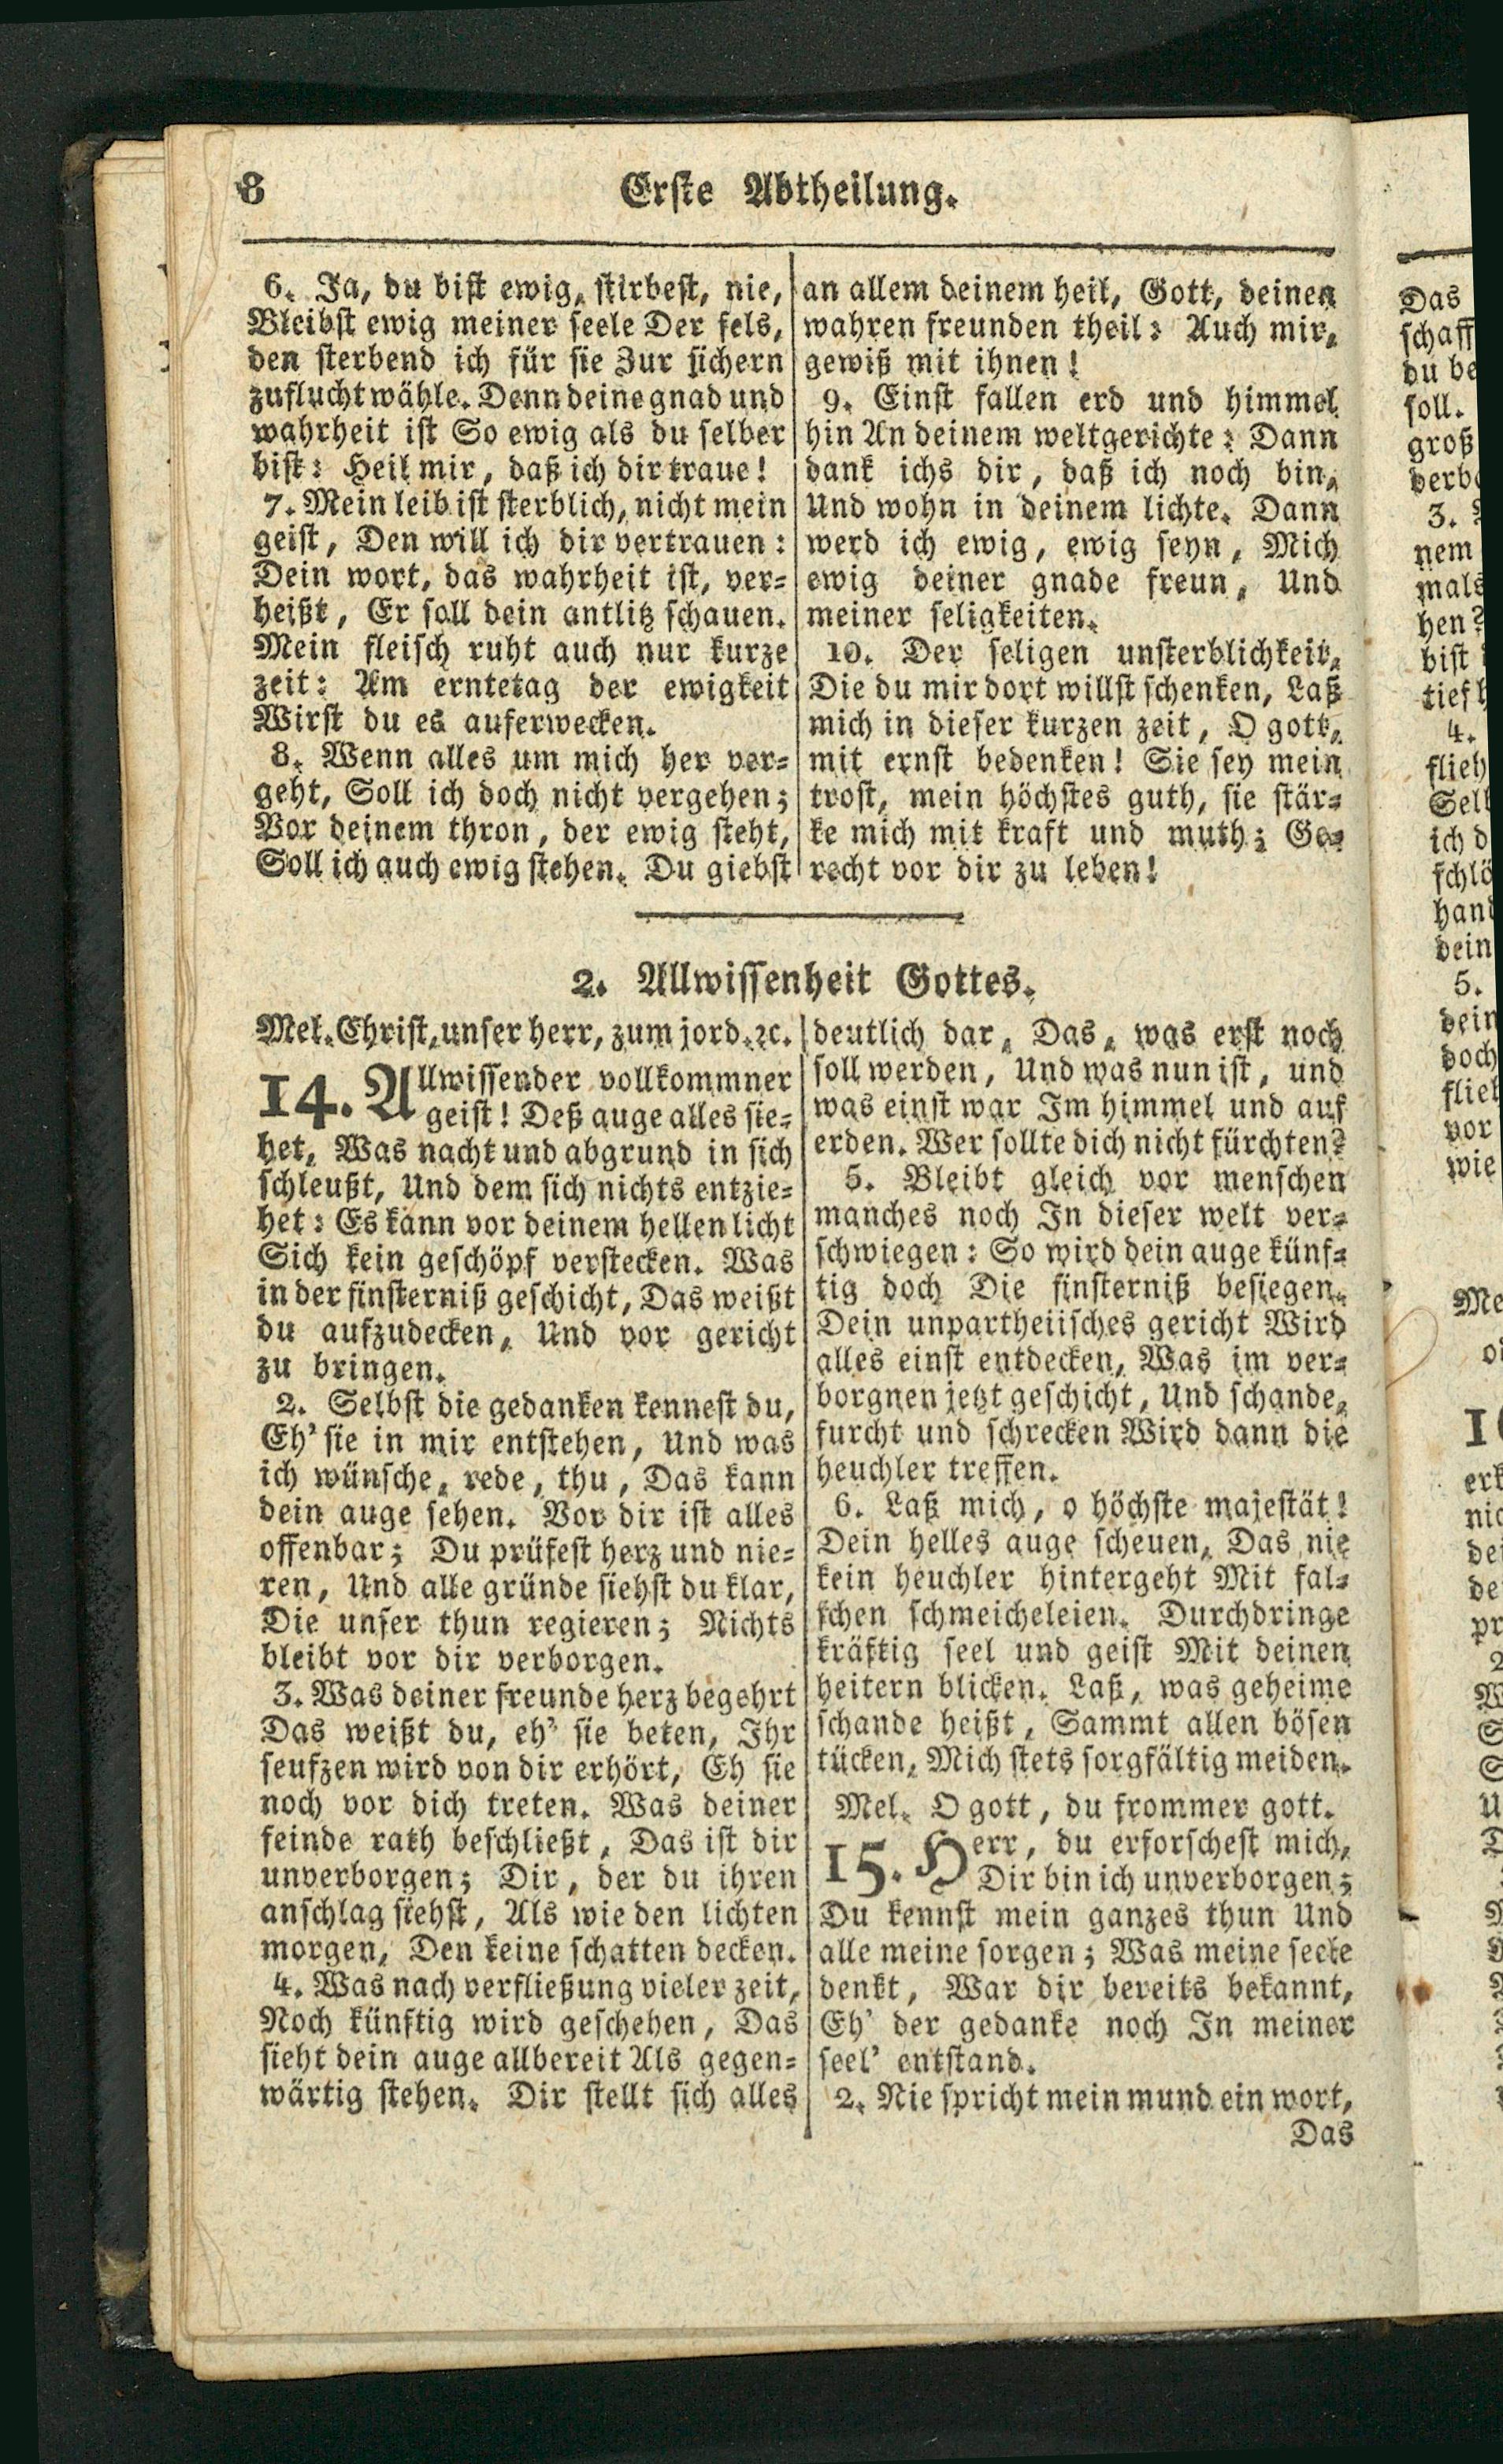 8
Erste Abtheilung.
6. Ja, du bist ewig, stirbest, nie,
Bleibst ewig meiner seele Der fels,
den sterbend ich für sie Zur sichern
zuflucht wähle. Denn deine gnad und
wahrheit ist So ewig als du selber
bist: Heil mir, daß ich dir traue!
7. Mein leib ist sterblich, nicht mein
geist, Den will ich dir vertrauen:
Dein wort, das wahrheit ist, ver-
heißt, Er soll dein antlitz schauen.
Mein fleisch ruht auch nur kurze
zeit: Am erntetag der ewigkeit
Wirst du es auferwecken.
8. Wenn alles um mich her ver-
geht, Soll ich doch nicht vergehen;
Vor deinem thron, der ewig steht,
Soll ich auch ewig stehen. Du giebst
an allem deinem heil, Gott, deinen
wahren freunden theil: Auch mir,
gewiß mit ihnen!
9. Einst fallen erd und himmel
hin An deinem weltgerichte: Dann
dank ichs dir, daß ich noch bin,
Und wohn in deinem lichte. Dann
werd ich ewig, ewig seyn, Mich
ewig deiner gnade freun, Und
meiner seligkeiten.
10. Der seligen unsterblichkeit,
Die du mir dort willst schenken, Laß
mich in dieser kurzen zeit, O gott,
mit ernst bedenken! Sie sey mein
trost, mein höchstes guth, sie stär-
ke mich mit kraft und muth; Ge-
recht vor dir zu leben!
2. Allwissenheit Gottes.
Mel. Christ, unser herr, zum jord. ꝛc.
14. Allwissender vollkommner
geist! Deß auge alles sie-
het, Was nacht und abgrund in sich
schleußt, Und dem sich nichts entzie-
het: Es kann vor deinem hellen licht
Sich kein geschöpf verstecken. Was
in der finsterniß geschicht, Das weißt
du aufzudecken, Und vor gericht
zu bringen.
2. Selbst die gedanken kennest du,
Eh' sie in mir entstehen, Und was
ich wünsche, rede, thu, Das kann
dein auge sehen. Vor dir ist alles
offenbar; Du prüfest herz und nie-
ren, Und alle gründe siehst du klar,
Die unser thun regieren; Nichts
bleibt vor dir verborgen.
3. Was deiner freunde herz begehrt
Das weißt du, eh' sie beten, Ihr
seufzen wird von dir erhört, Eh sie
noch vor dich treten. Was deiner
feinde rath beschließt, Das ist dir
unverborgen; Dir, der du ihren
anschlag siehst, Als wie den lichten
morgen, Den keine schatten decken.
4. Was nach verfließung vieler zeit,
Noch künftig wird geschehen, Das
sieht dein auge allbereit Als gegen-
wärtig stehen. Dir stellt sich alles
deutlich dar, Das, was erst noch
soll werden, Und was nun ist, und
was einst war Im himmel und auf
erden. Wer sollte dich nicht fürchten?
5. Bleibt gleich vor menschen
manches noch In dieser welt ver-
schwiegen: So wird dein auge künf-
tig doch Die finsterniß besiegen.
Dein unpartheiisches gericht Wird
alles einst entdecken, Was im ver-
borgnen jetzt geschicht, Und schande,
furcht und schrecken Wird dann die
heuchler treffen.
6. Laß mich, o höchste majestät!
Dein helles auge scheuen, Das nie
kein heuchler hintergeht Mit fal-
schen schmeicheleien. Durchdringe
kräftig seel und geist Mit deinen
heitern blicken. Laß, was geheime
schande heißt, Sammt allen bösen
tücken, Mich stets sorgfältig meiden.
Mel. O gott, du frommer gott.
15. Herr, du erforschest mich,
Dir bin ich unverborgen;
Du kennst mein ganzes thun Und
alle meine sorgen; Was meine seele
denkt, War dir bereits bekannt,
Eh' der gedanke noch In meiner
seel' entstand.
2. Nie spricht mein mund ein wort,
Das